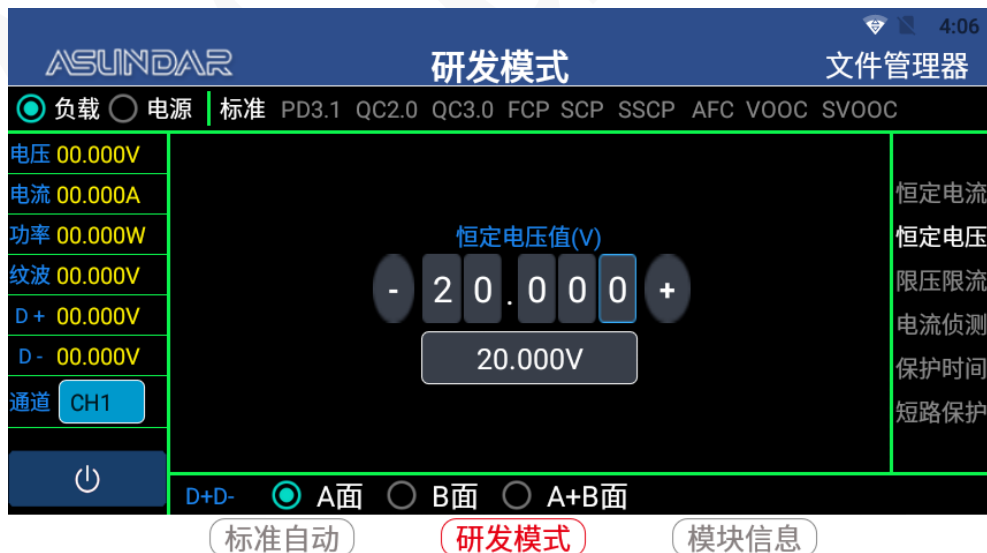 4:06
ASUNDAR 研发模式 文件管理器
负载 电源 标准 PD3.1 QC2.0 QC3.0 FCP SCP SSCP AFC VOOC SVOOC
电压 00.000V
电流 00.000A
功率 00.000W
纹波 00.000V
D+ 00.000V
D- 00.000V
通道 CH1
恒定电压值(V)
- 20.000 +
20.000V
恒定电流
恒定电压
限压限流
电流侦测
保护时间
短路保护
D+D- A面 B面 A+B面
标准自动 研发模式 模块信息